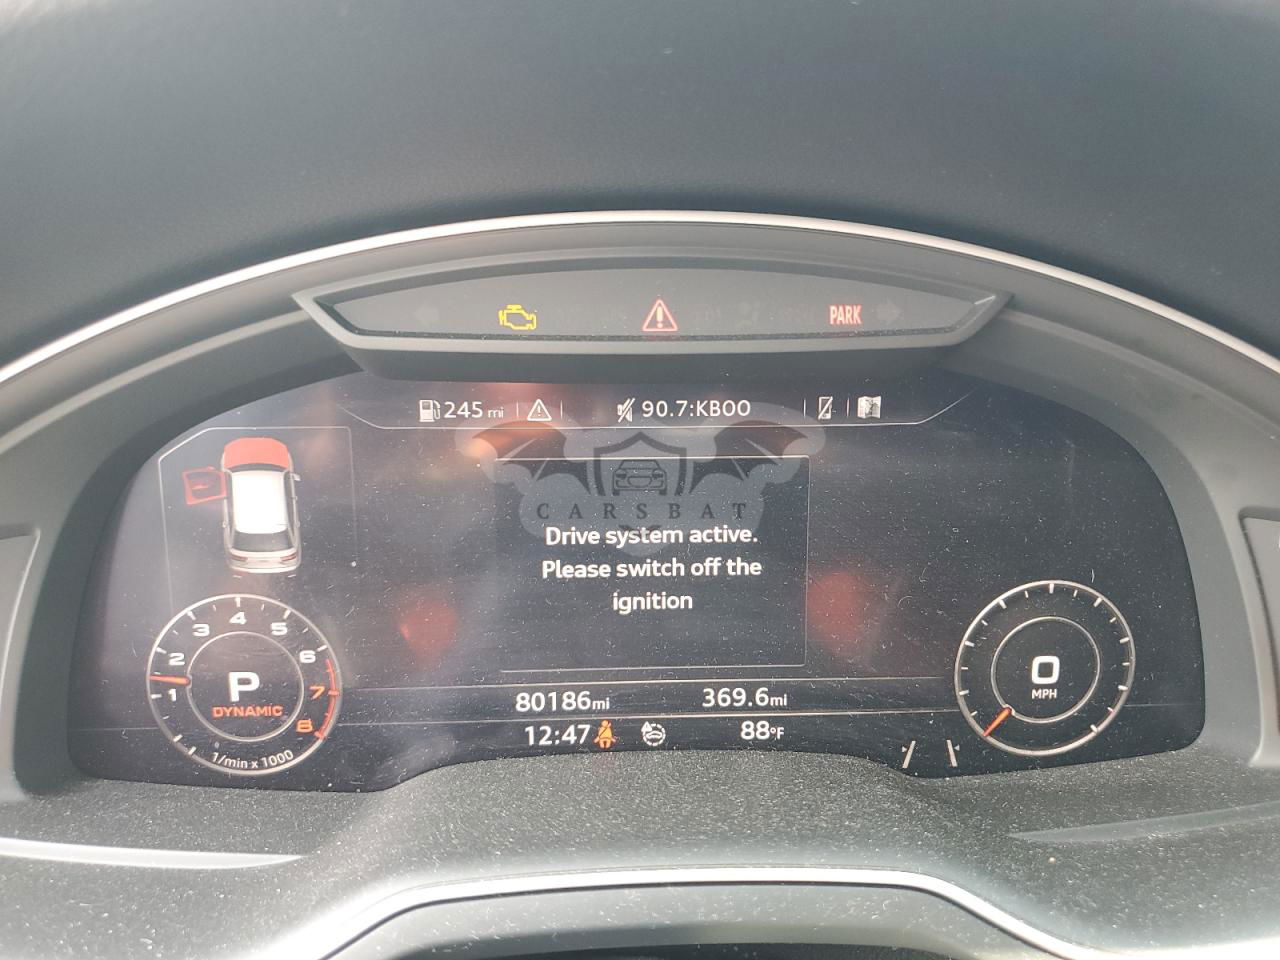 PARK
245 mi
90.7:KBOO
CARSBAT
Drive system active.
Please switch off the
ignition
1 2 3 4 5 6 7 8
P
DYNAMIC
1/min x 1000
0
MPH
80186mi 369.6mi
12:47 88°F